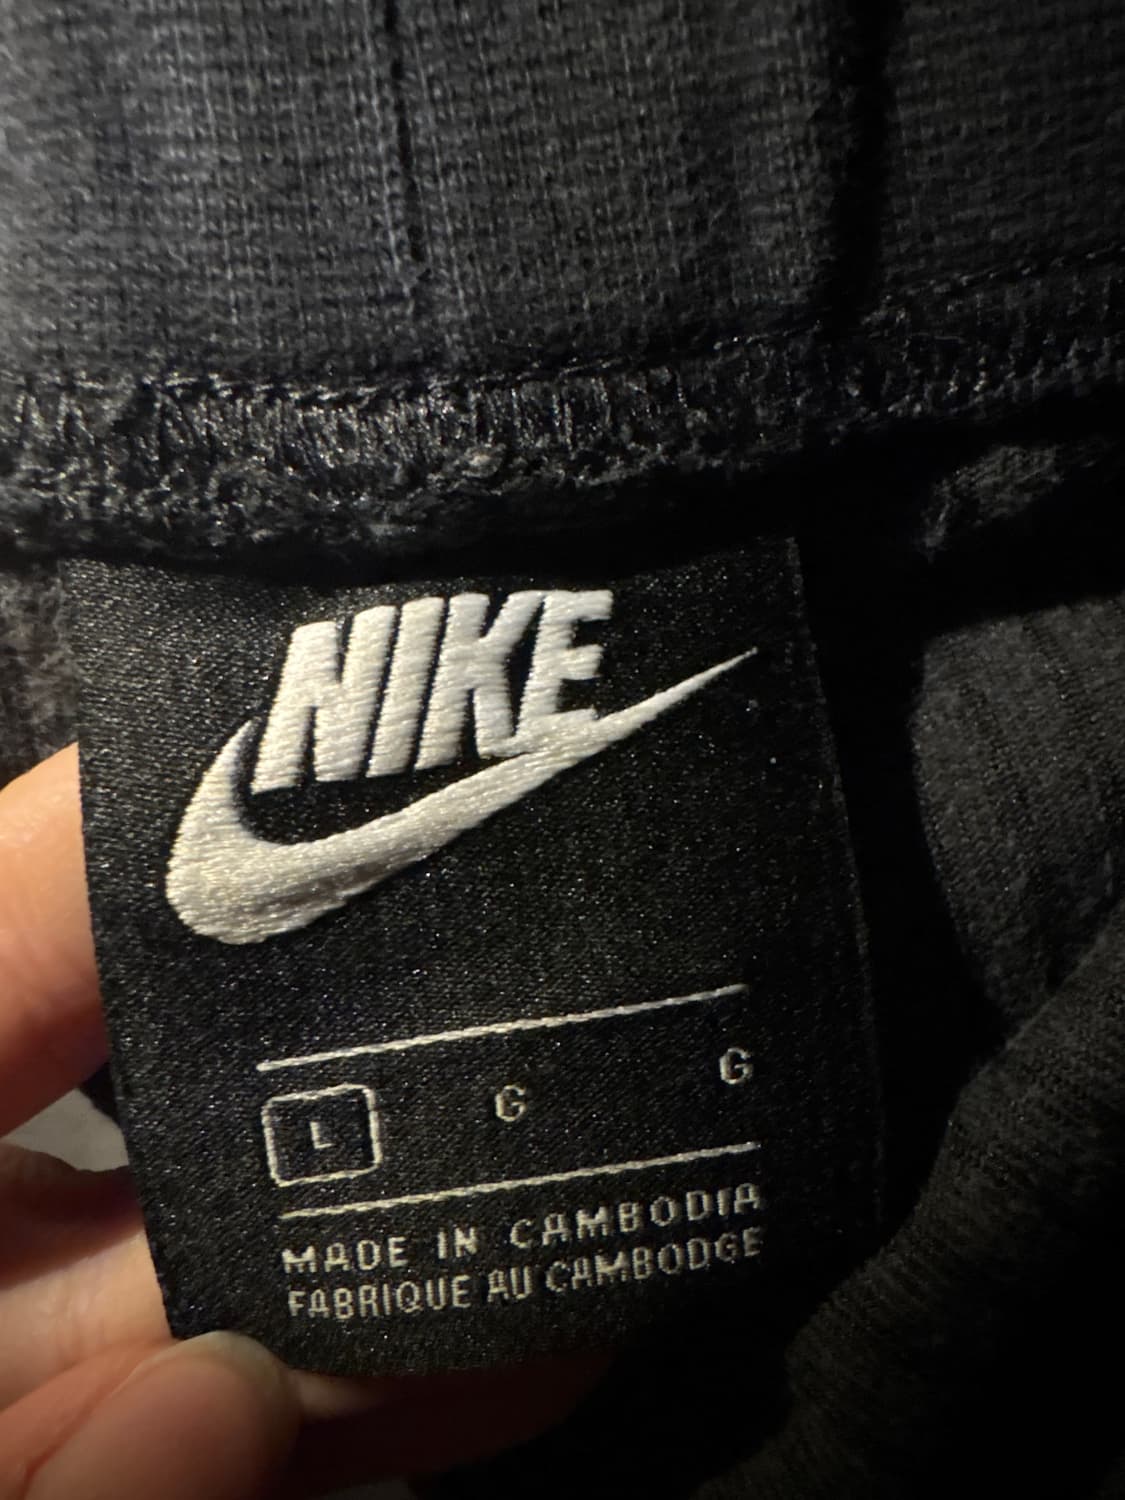 NIKE
L G G
MADE IN CAMBODIA
FABRIQUE AU CAMBODGE